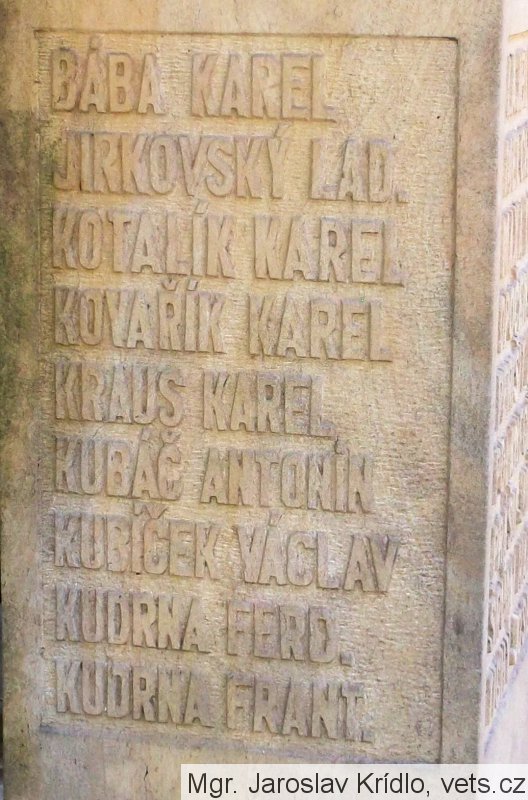 BÁBA KAREL
JIRKOVSKÝ LAD.
KOTALÍK KAREL
KOVAŘÍK KAREL
KRAUS KAREL
KUBÁČ ANTONÍN
KUBÍČEK VÁCLAV
KUDRNA FERD.
KUDRNA FRANT.
Mgr. Jaroslav Krídlo, vets.cz